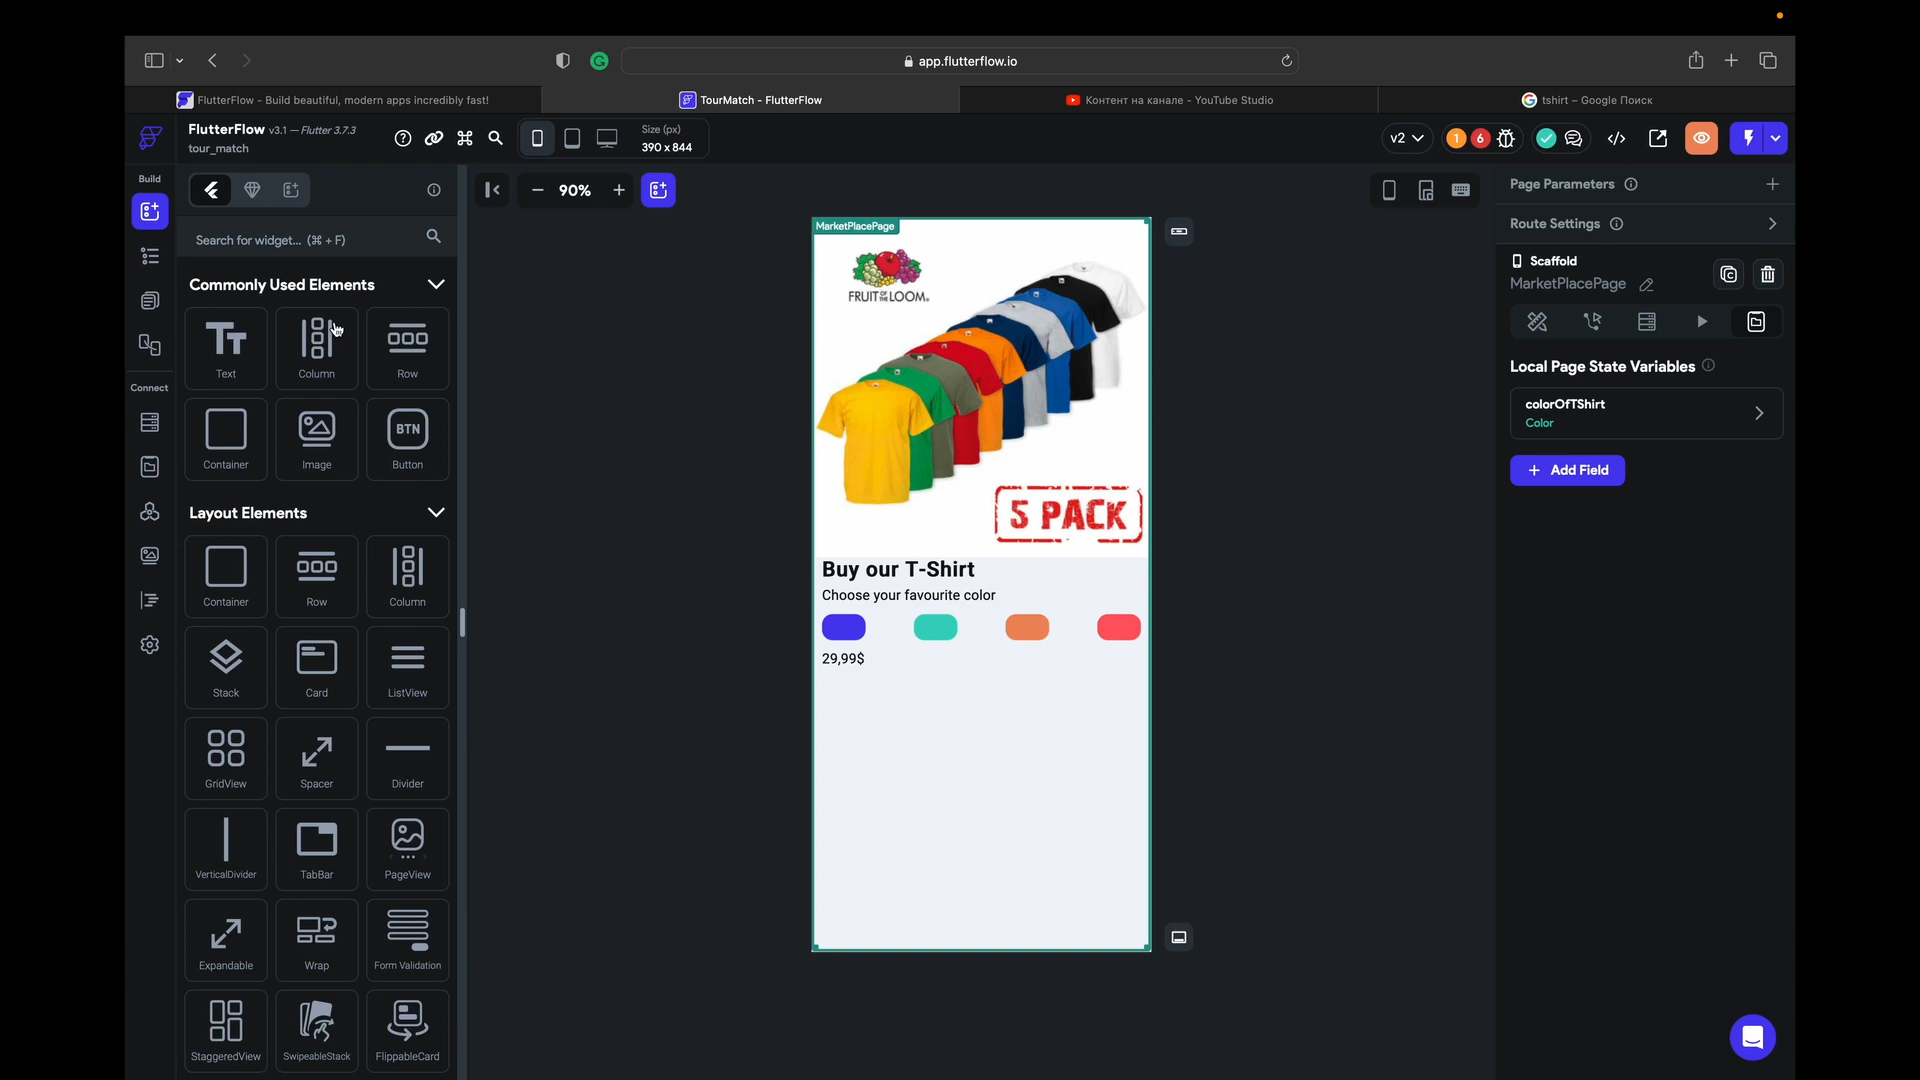 app.flutterflow.io
FlutterFlow - Build beautiful, modern apps incredibly fast!
TourMatch - FlutterFlow
Контент на канале - YouTube Studio
tshirt – Google Поиск
FlutterFlow v3.1 — Flutter 3.7.3
tour_match
Size (px)
390 x 844
v2
1
6
Build
Connect
90%
Search for widget... (⌘ + F)
Commonly Used Elements
Text
Column
Row
Container
Image
BTN
Button
Layout Elements
Container
Row
Column
Stack
Card
ListView
GridView
Spacer
Divider
VerticalDivider
TabBar
PageView
Expandable
Wrap
Form Validation
StaggeredView
SwipeableStack
FlippableCard
MarketPlacePage
FRUIT OF THE LOOM®
5 PACK
Buy our T-Shirt
Choose your favourite color
29,99$
Page Parameters
Route Settings
Scaffold
MarketPlacePage
Local Page State Variables
colorOfTShirt
Color
+ Add Field